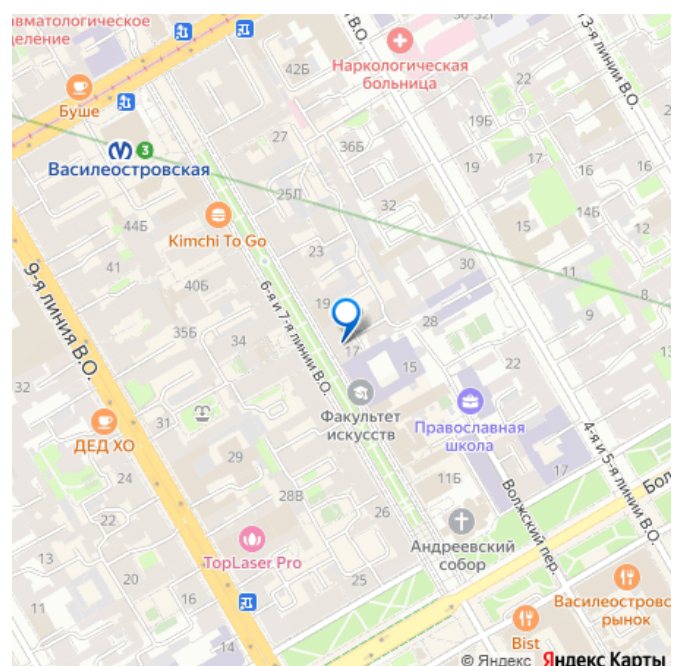 авматологическое
деление
Буше
3
Василеостровская
42Б
Наркологическая
больница
В.О.
13-я линия В.О.
22
19Б
27
36Б
19
17
16
16
25Л
32
14Б
15
12
44Б
Kimchi To Go
41
23
30
11
8
40Б
6-я и 7-я линии В.О.
19
9
9-я линия В.О.
35Б
34
17
28
13
32
15
22
Факультет
искусств
Православная
школа
4-я и 5-я линии В.О.
31
ДЕД ХО
29
24
11Б
17
Бол
28В
Волжский пер.
22
26
Андреевский
собор
13
TopLaser Pro
20
25
16
11
Василеостровс
рынок
Bist
© Яндекс Яндекс Карты